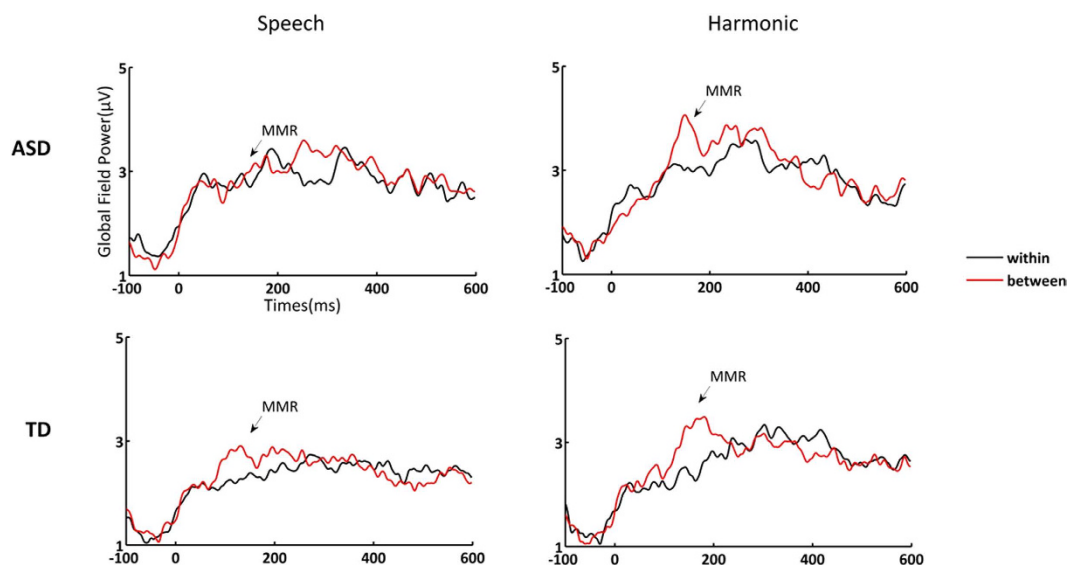 Speech
Harmonic
ASD
Global Field Power(μV)
5
3
1
MMR
-100 0 200 400 600
Times(ms)
5
3
1
MMR
-100 0 200 400 600
within
between
TD
5
3
1
MMR
-100 0 200 400 600
5
3
1
MMR
-100 0 200 400 600